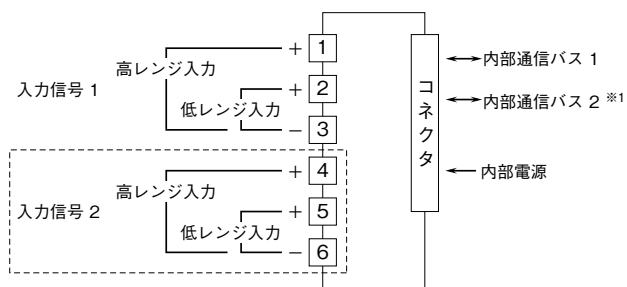 入力信号 1
高レンジ入力
低レンジ入力
+ 1
+ 2
− 3
入力信号 2
高レンジ入力
低レンジ入力
+ 4
+ 5
− 6
コネクタ
内部通信バス 1
内部通信バス 2 ※1
内部電源